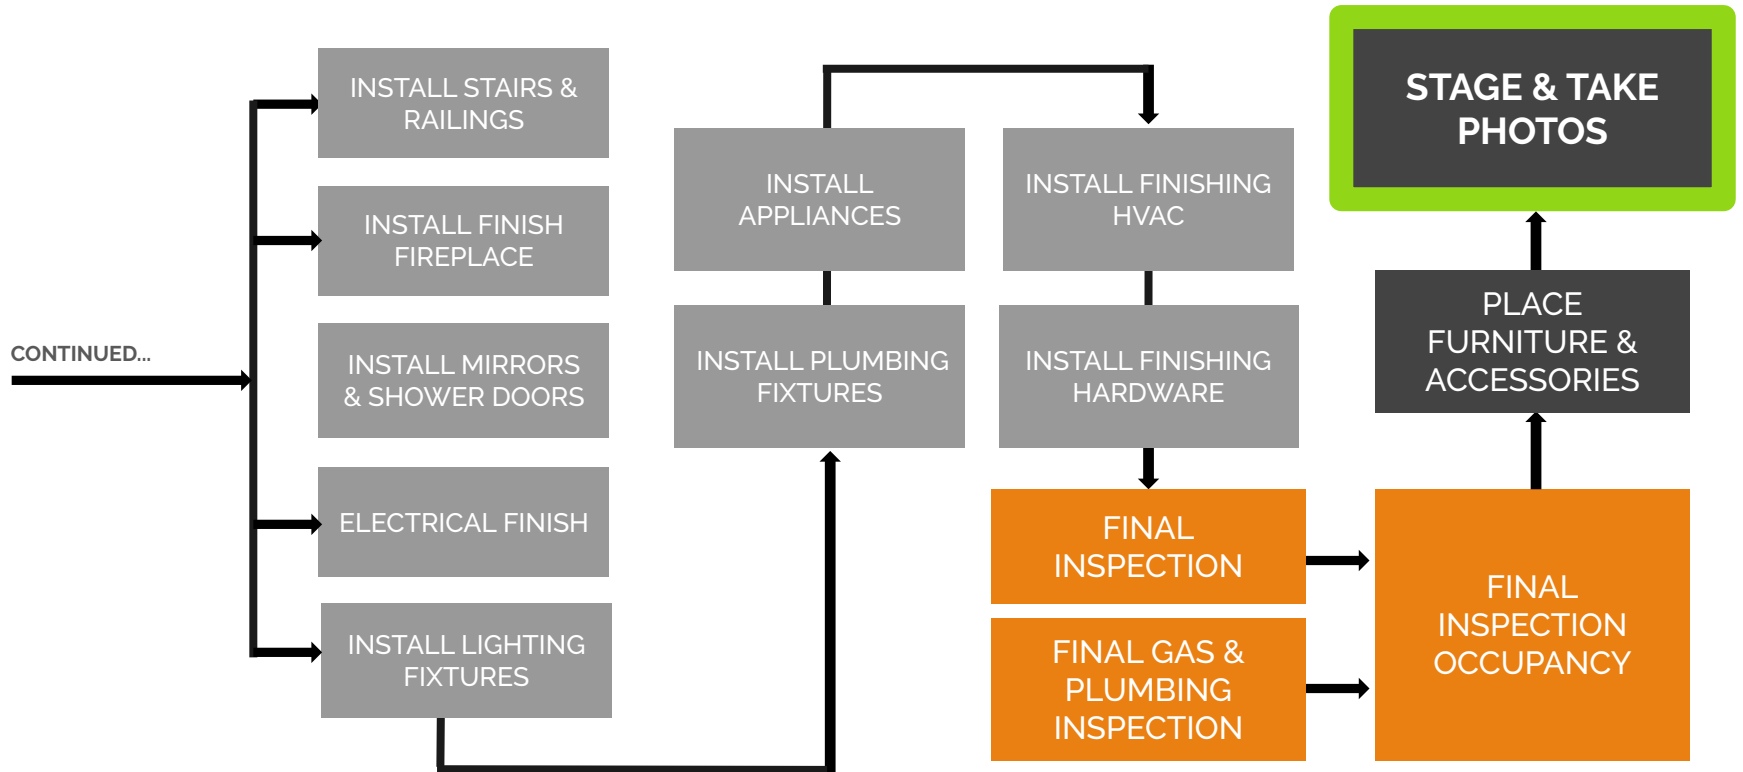 CONTINUED...
INSTALL STAIRS &
RAILINGS
INSTALL FINISH
FIREPLACE
INSTALL MIRRORS
& SHOWER DOORS
ELECTRICAL FINISH
INSTALL LIGHTING
FIXTURES
INSTALL
APPLIANCES
INSTALL PLUMBING
FIXTURES
INSTALL FINISHING
HVAC
INSTALL FINISHING
HARDWARE
FINAL
INSPECTION
FINAL GAS &
PLUMBING
INSPECTION
STAGE & TAKE
PHOTOS
PLACE
FURNITURE &
ACCESSORIES
FINAL
INSPECTION
OCCUPANCY